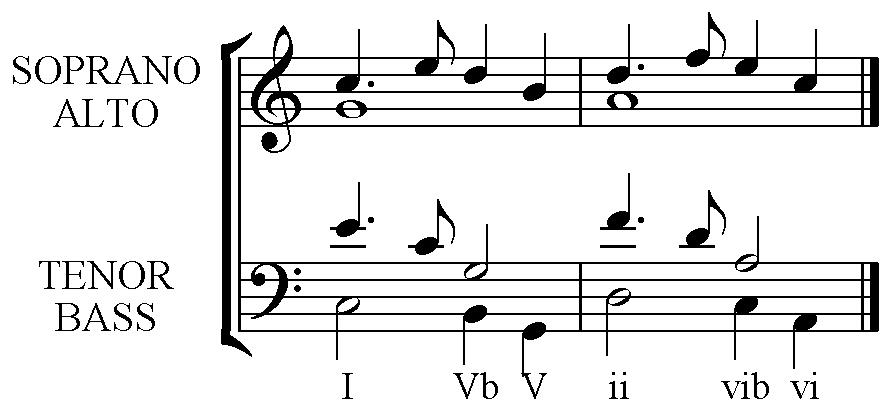 SOPRANO
ALTO
TENOR
BASS
I Vb V ii vib vi